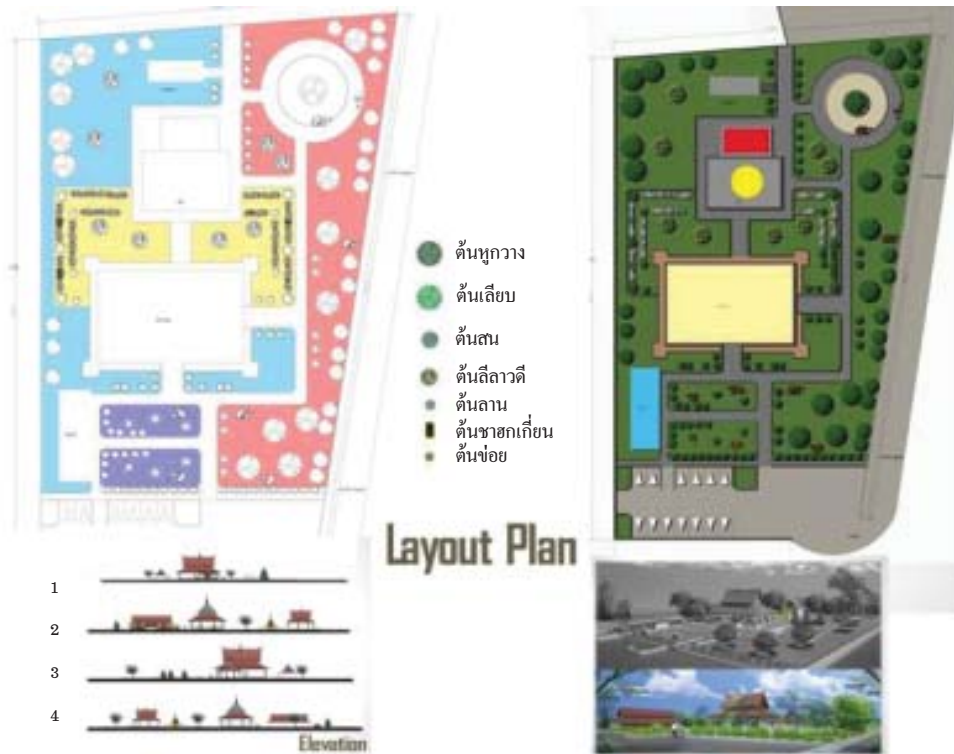 ต้นหูกวาง
ต้นเลียบ
ต้นสน
ต้นลีลาวดี
ต้นลาน
ต้นชาฮกเกี้ยน
ต้นข่อย
Layout Plan
1
2
3
4
Elevation